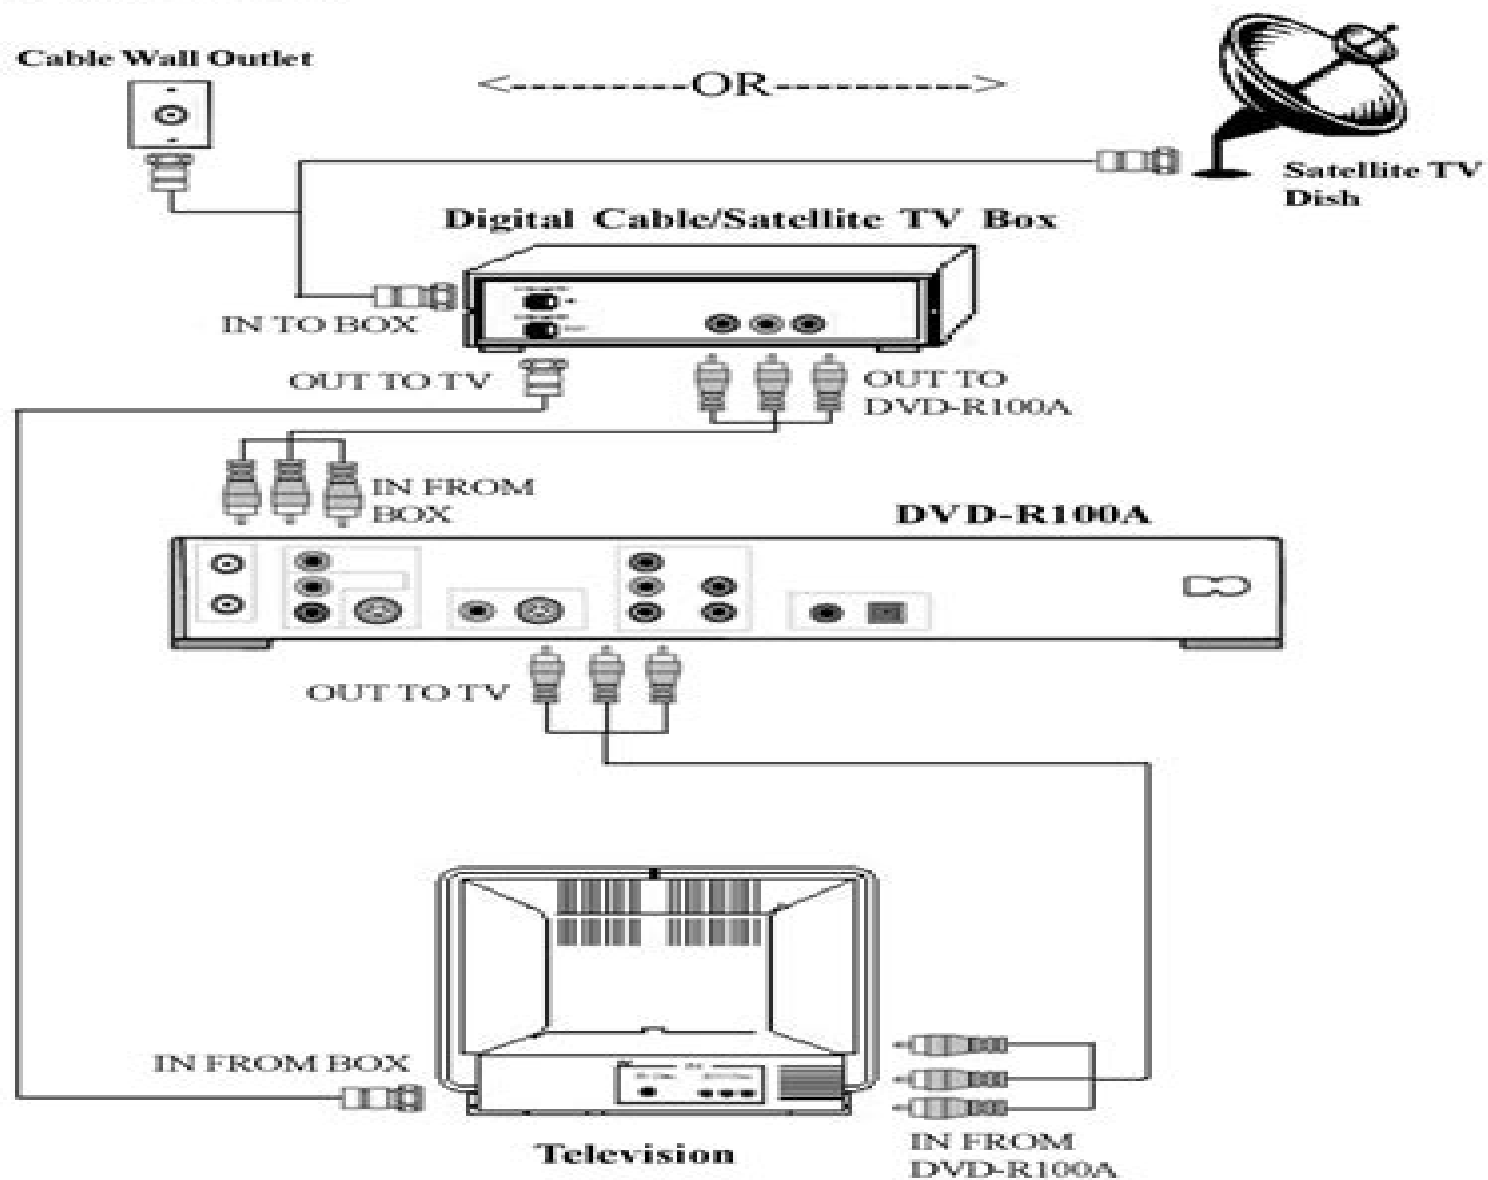 Cable Wall Outlet
<----------OR---------->
Satellite TV
Dish
Digital Cable/Satellite TV Box
IN TO BOX
OUT TO TV
OUT TO
DVD-R100A
IN FROM
BOX
DVD-R100A
OUT TO TV
IN FROM BOX
Television
IN FROM
DVD-R100A